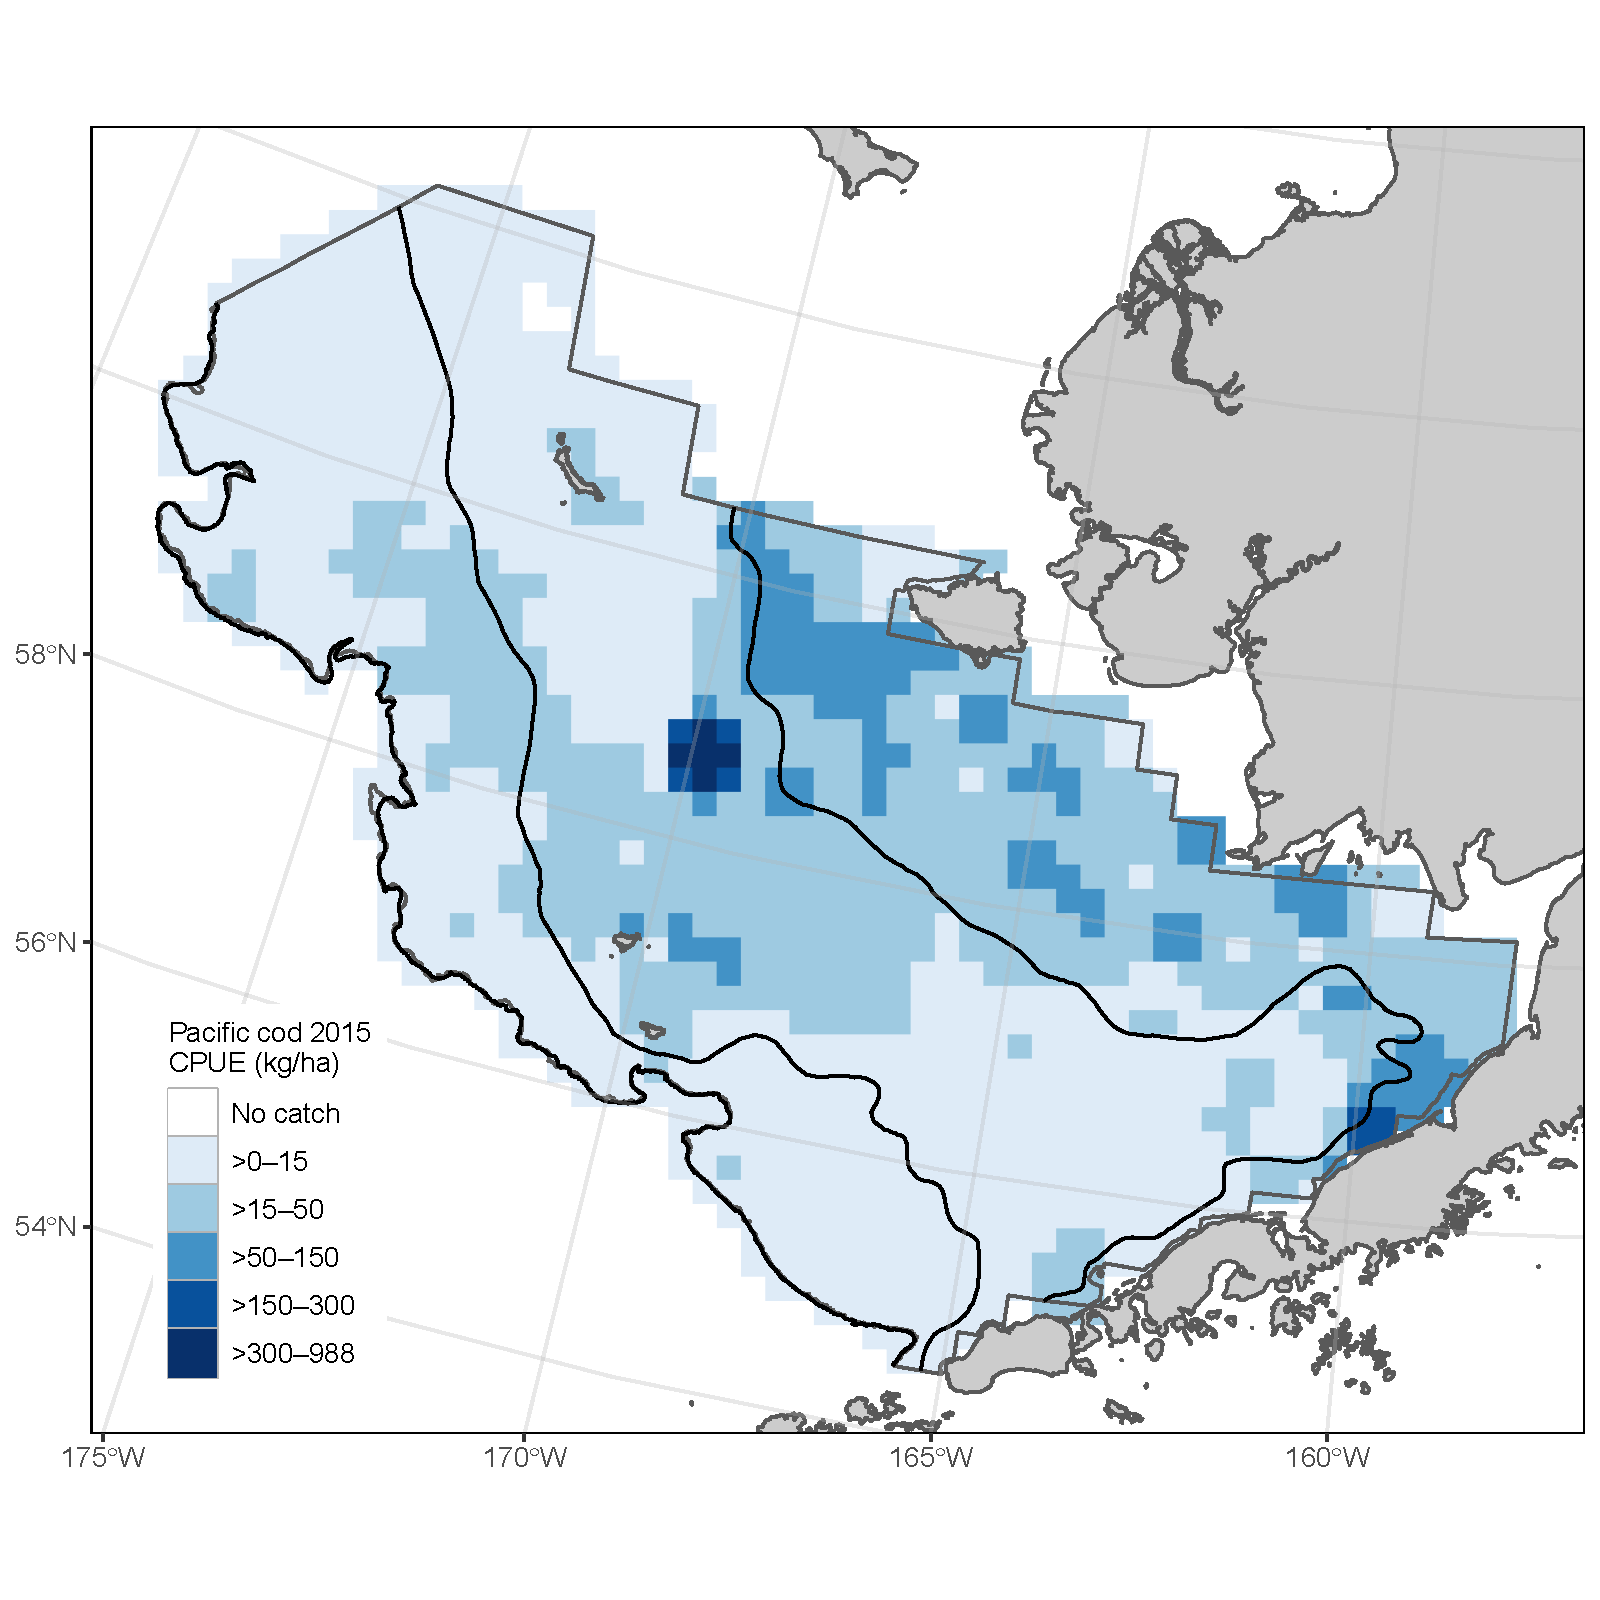 58°N
56°N
54°N
Pacific cod 2015
CPUE (kg/ha)
No catch
>0–15
>15–50
>50–150
>150–300
>300–988
175°W
170°W
165°W
160°W